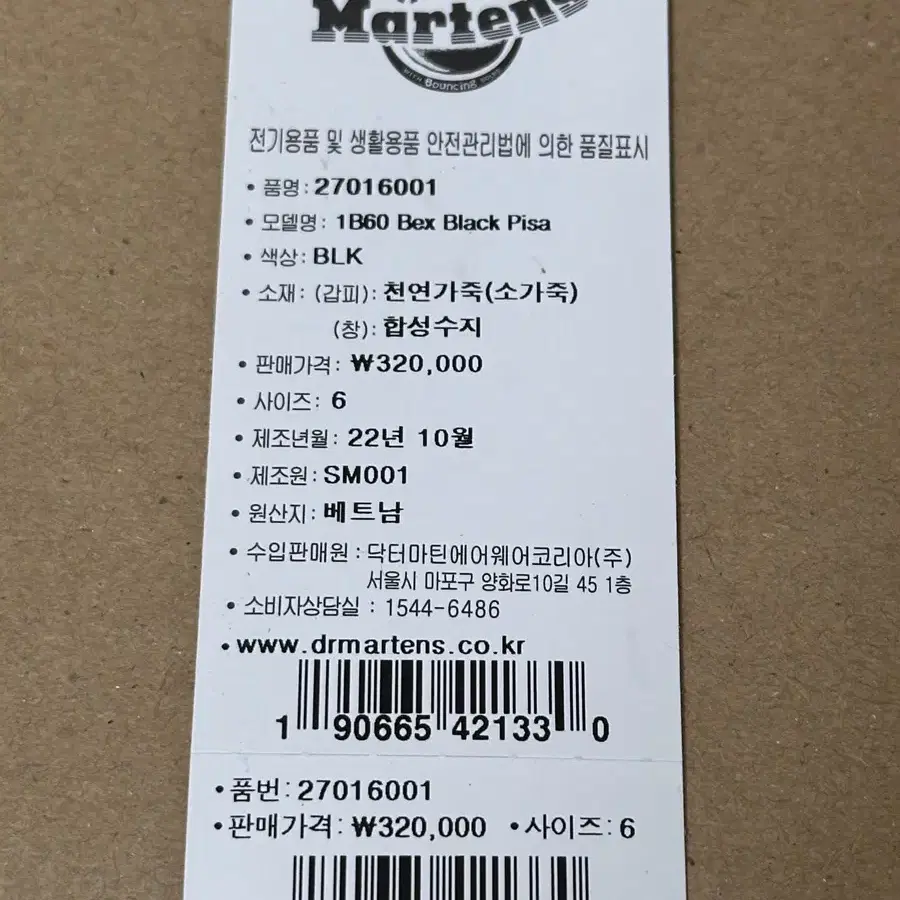 Martens
WITH Bouncing SOLES
전기용품 및 생활용품 안전관리법에 의한 품질표시
• 품명: 27016001
• 모델명: 1B60 Bex Black Pisa
• 색상: BLK
• 소재: (갑피): 천연가죽(소가죽)
(창): 합성수지
• 판매가격: ₩320,000
• 사이즈: 6
• 제조년월: 22년 10월
• 제조원: SM001
• 원산지: 베트남
• 수입판매원 : 닥터마틴에어웨어코리아(주)
서울시 마포구 양화로10길 45 1층
• 소비자상담실 : 1544-6486
• www.drmartens.co.kr
1 90665 42133 0
• 품번: 27016001
• 판매가격: ₩320,000 • 사이즈: 6